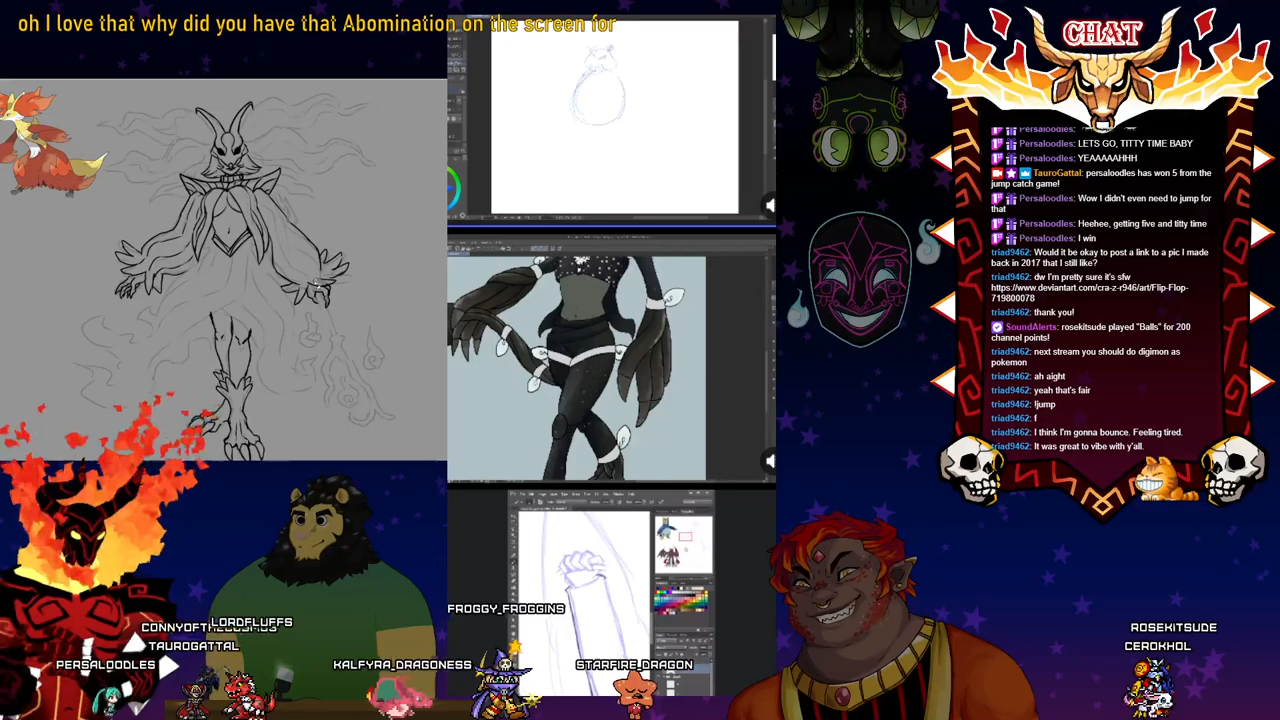 oh I love that why did you have that Abomination on the screen for
CHAT
Persaloodles:
Persaloodles: LETS GO, TITTY TIME BABY
Persaloodles: YEAAAAAHHH
TauroGattal: persaloodles has won 5 from the
jump catch game!
Persaloodles: Wow I didn't even need to jump for
that
Persaloodles: Heehee, getting five and titty time
Persaloodles: I win
triad9462: Would it be okay to post a link to a pic I made
back in 2017 that I still like?
triad9462: dw I'm pretty sure it's sfw
https://www.deviantart.com/cra-z-r946/art/Flip-Flop-
719800078
triad9462: thank you!
SoundAlerts: rosekitsude played "Balls" for 200
channel points!
triad9462: next stream you should do digimon as
pokemon
triad9462: ah aight
triad9462: yeah that's fair
triad9462: !jump
triad9462: f
triad9462: I think I'm gonna bounce. Feeling tired.
triad9462: It was great to vibe with y'all.
FROGGY_FROGGINS
LORDFLUFFS
TAUROGATTAL
PERSALOODLES
KALFYRA_DRAGONESS
STARFIRE_DRAGON
ROSEKITSUDE
CEROKHOL